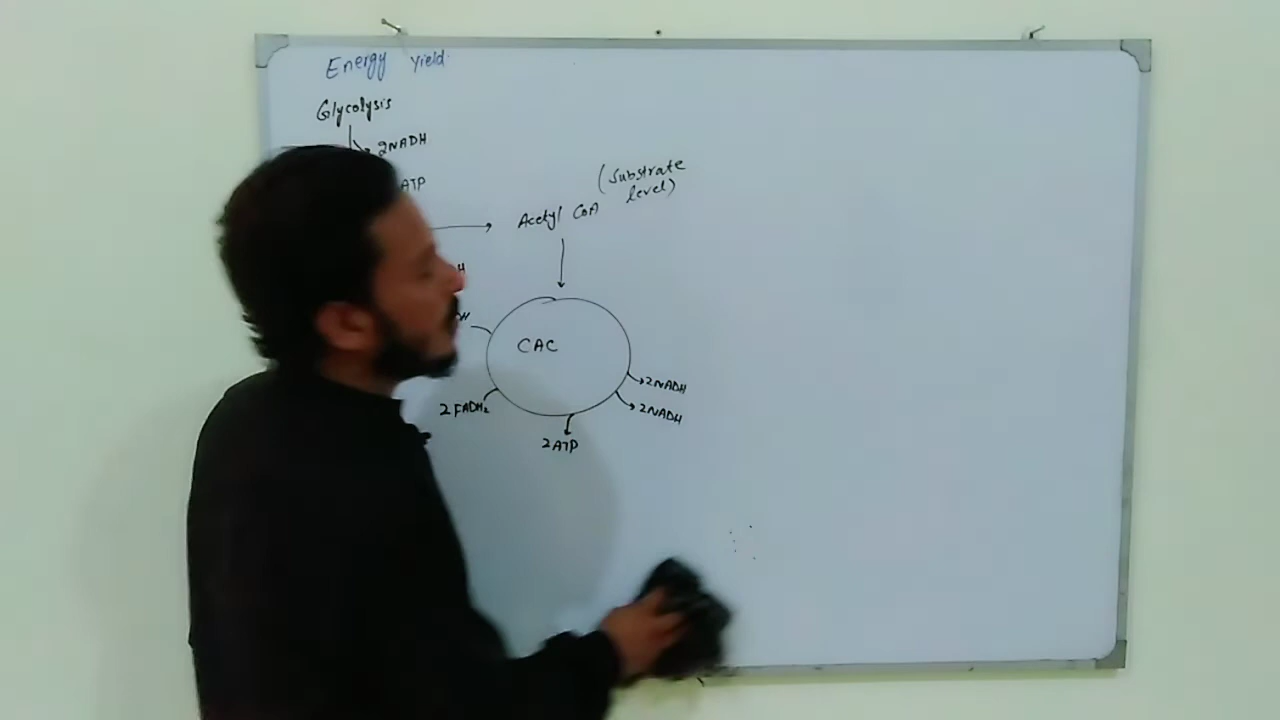 Energy Yield:
Glycolysis
2NADH
ATP
(Substrate
level)
Acetyl CoA
H
H
CAC
2NADH
2NADH
2FADH₂
2ATP